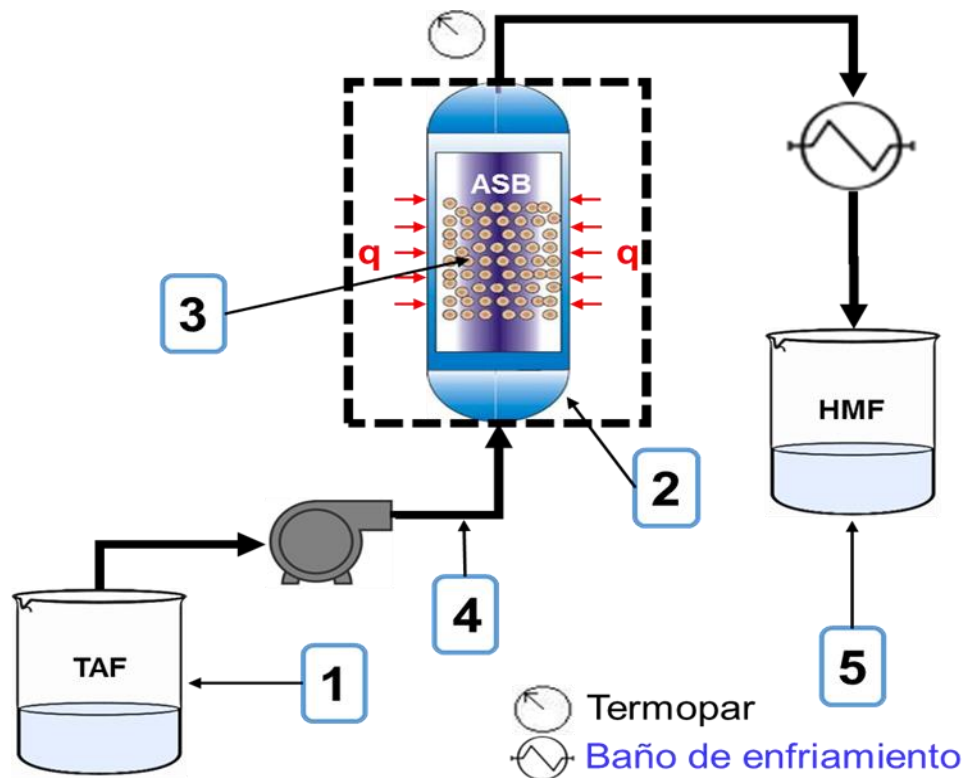 ASB
q
q
3
HMF
2
4
TAF
1
5
Termopar
Baño de enfriamiento